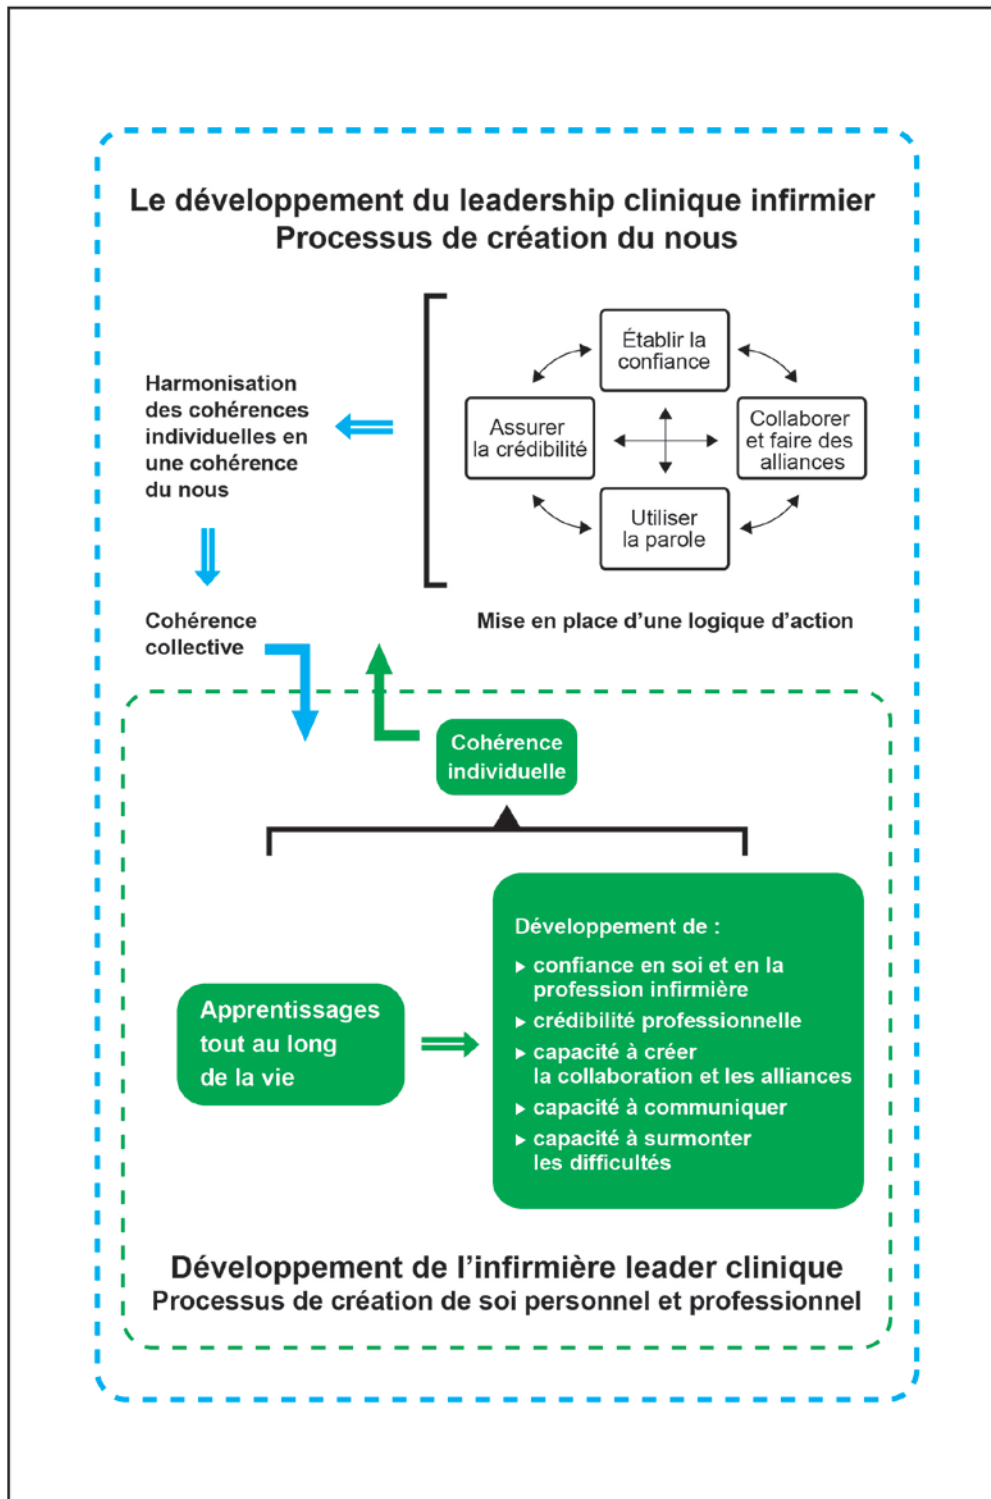 Le développement du leadership clinique infirmier
Processus de création du nous
Établir la
confiance
Assurer
la crédibilité
Collaborer
et faire des
alliances
Utiliser
la parole
Harmonisation
des cohérences
individuelles en
une cohérence
du nous
Cohérence
collective
Mise en place d’une logique d’action
Cohérence
individuelle
Apprentissages
tout au long
de la vie
Développement de :
▸ confiance en soi et en la
profession infirmière
▸ crédibilité professionnelle
▸ capacité à créer
la collaboration et les alliances
▸ capacité à communiquer
▸ capacité à surmonter
les difficultés
Développement de l’infirmière leader clinique
Processus de création de soi personnel et professionnel